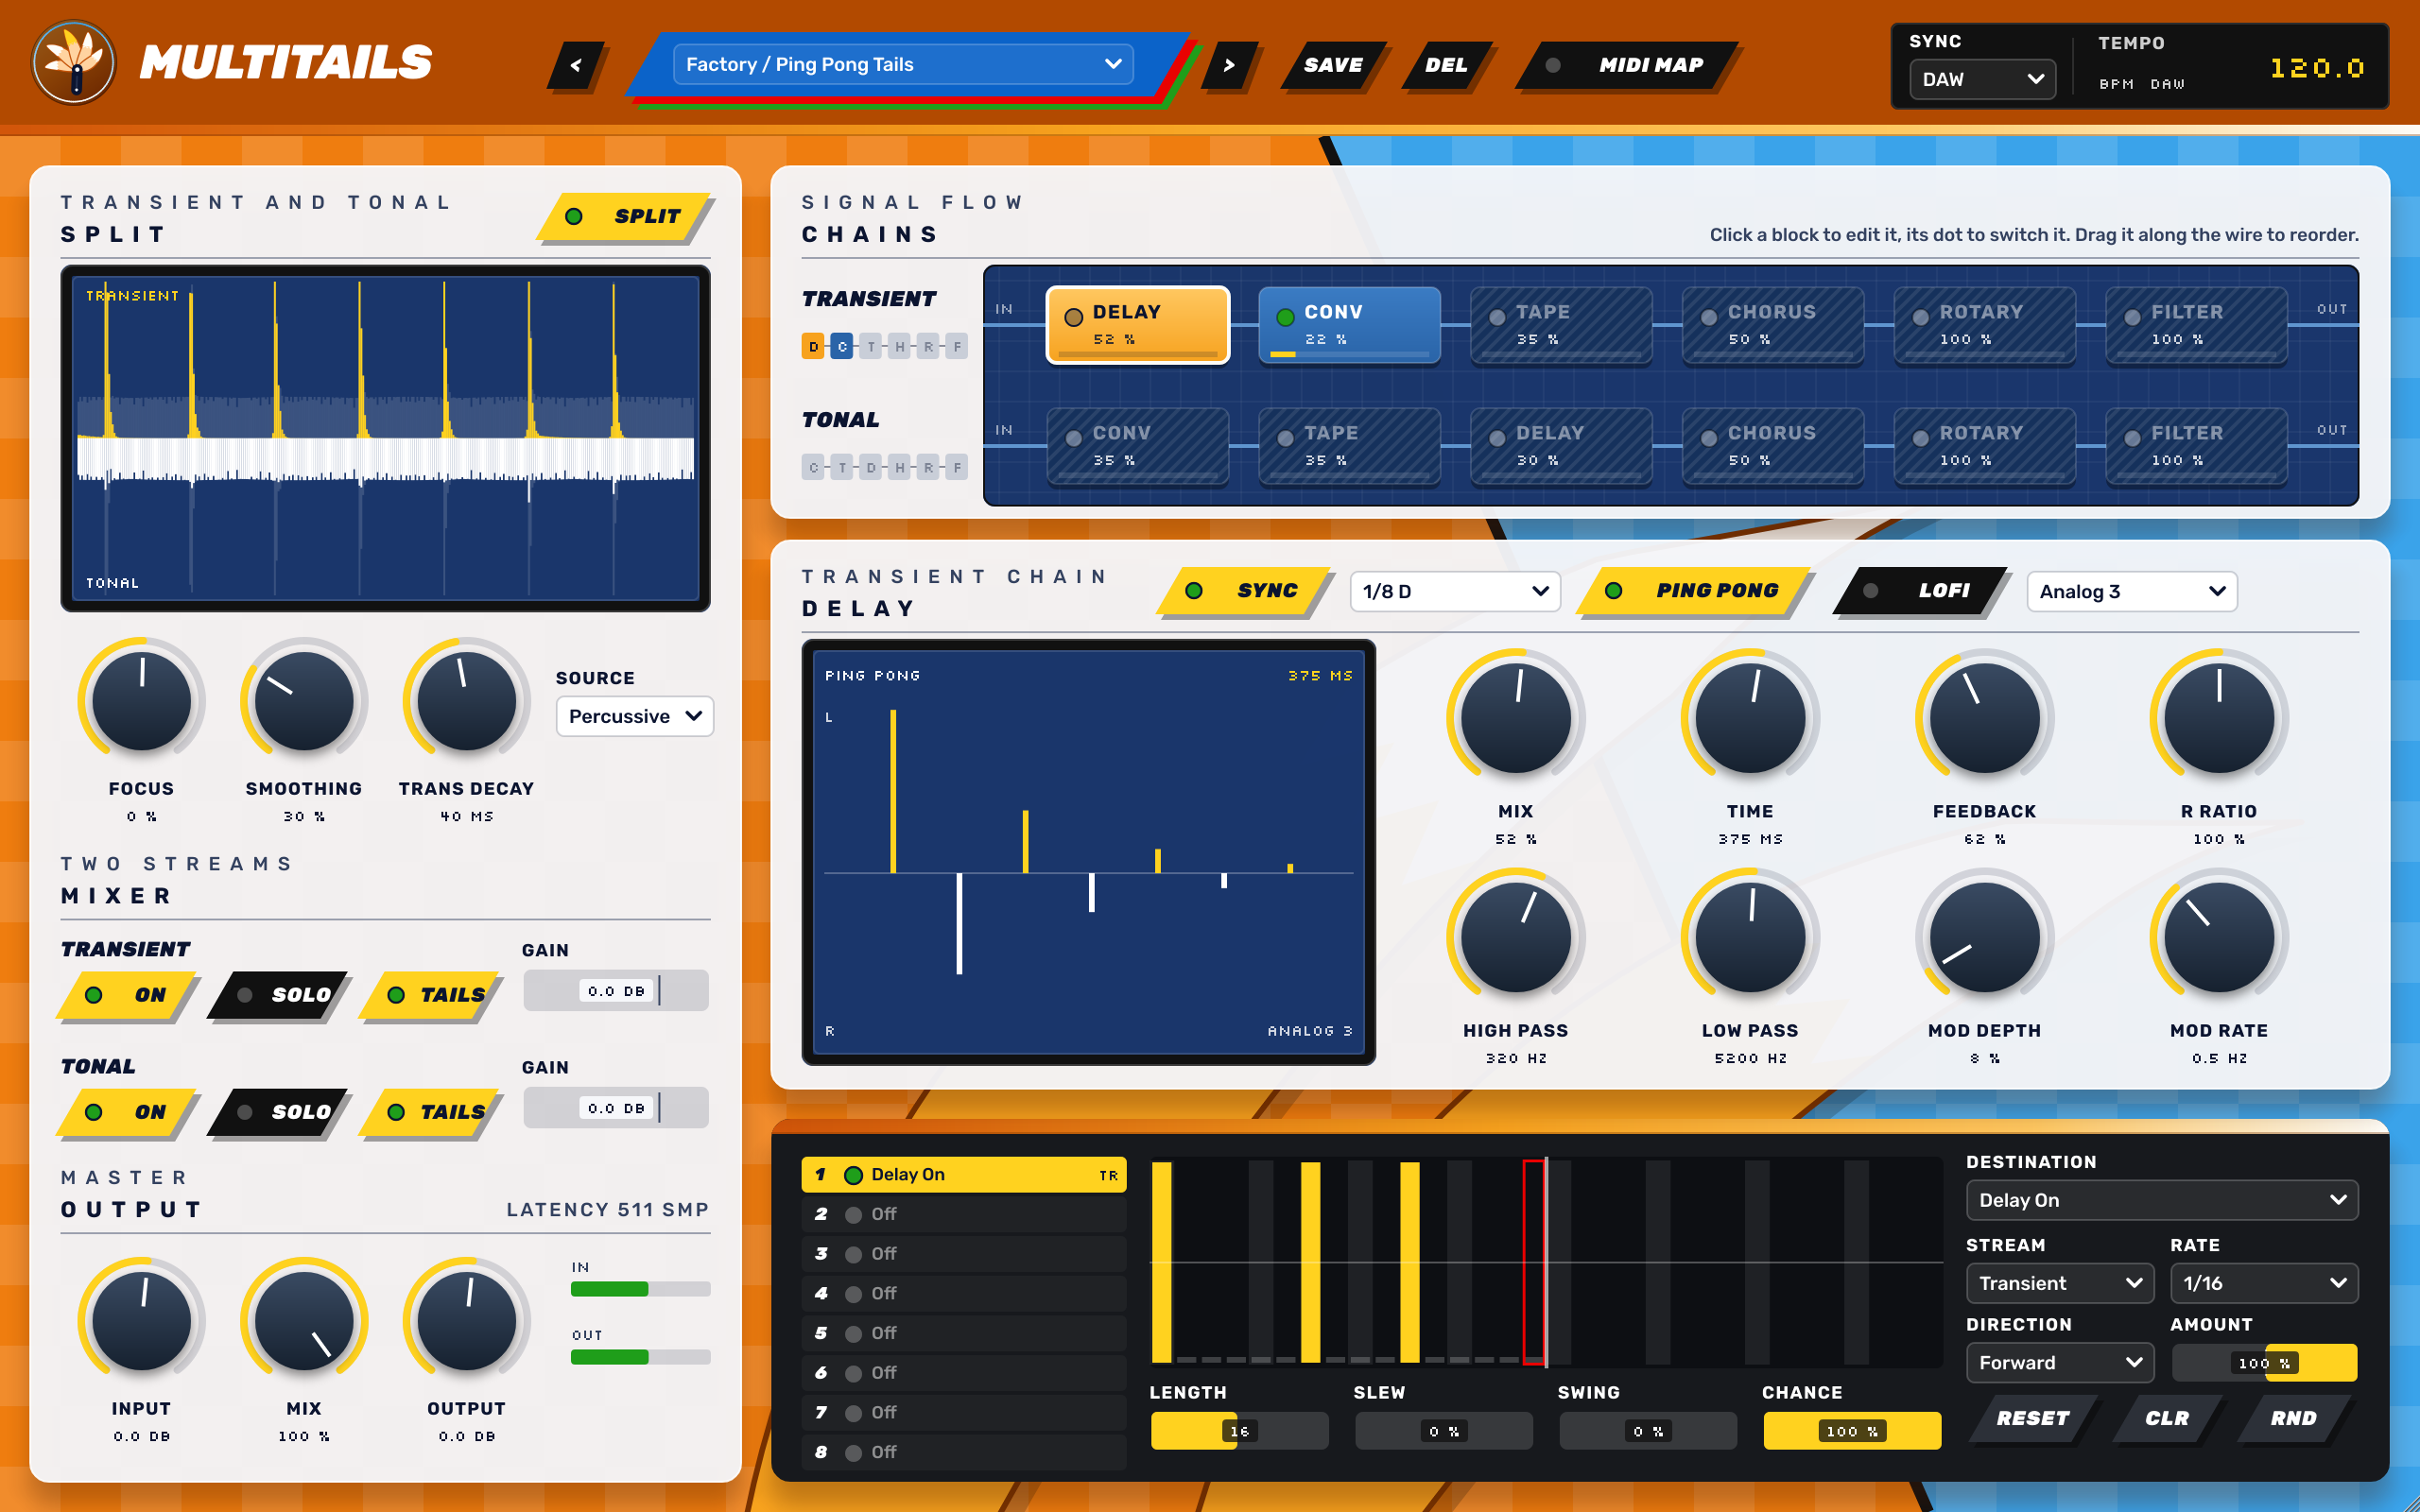 MULTITAILS
<
Factory / Ping Pong Tails
>
SAVE
DEL
MIDI MAP
SYNC
DAW
TEMPO
BPM DAW
120.0
TRANSIENT AND TONAL
SPLIT
SPLIT
TRANSIENT
TONAL
FOCUS
0 %
SMOOTHING
30 %
TRANS DECAY
40 MS
SOURCE
Percussive
TWO STREAMS
MIXER
TRANSIENT
ON
SOLO
TAILS
GAIN
0.0 DB
TONAL
ON
SOLO
TAILS
GAIN
0.0 DB
MASTER
OUTPUT
LATENCY 511 SMP
INPUT
0.0 DB
MIX
100 %
OUTPUT
0.0 DB
IN
OUT
SIGNAL FLOW
CHAINS
Click a block to edit it, its dot to switch it. Drag it along the wire to reorder.
TRANSIENT
D C T H R F
IN
DELAY
52 %
CONV
22 %
TAPE
35 %
CHORUS
50 %
ROTARY
100 %
FILTER
100 %
OUT
TONAL
C T D H R F
IN
CONV
35 %
TAPE
35 %
DELAY
30 %
CHORUS
50 %
ROTARY
100 %
FILTER
100 %
OUT
TRANSIENT CHAIN
DELAY
SYNC
1/8 D
PING PONG
LOFI
Analog 3
PING PONG
375 MS
L
R
ANALOG 3
MIX
52 %
TIME
375 MS
FEEDBACK
62 %
R RATIO
100 %
HIGH PASS
320 HZ
LOW PASS
5200 HZ
MOD DEPTH
8 %
MOD RATE
0.5 HZ
1 Delay On TR
2 Off
3 Off
4 Off
5 Off
6 Off
7 Off
8 Off
LENGTH
16
SLEW
0 %
SWING
0 %
CHANCE
100 %
DESTINATION
Delay On
STREAM
Transient
RATE
1/16
DIRECTION
Forward
AMOUNT
100 %
RESET
CLR
RND